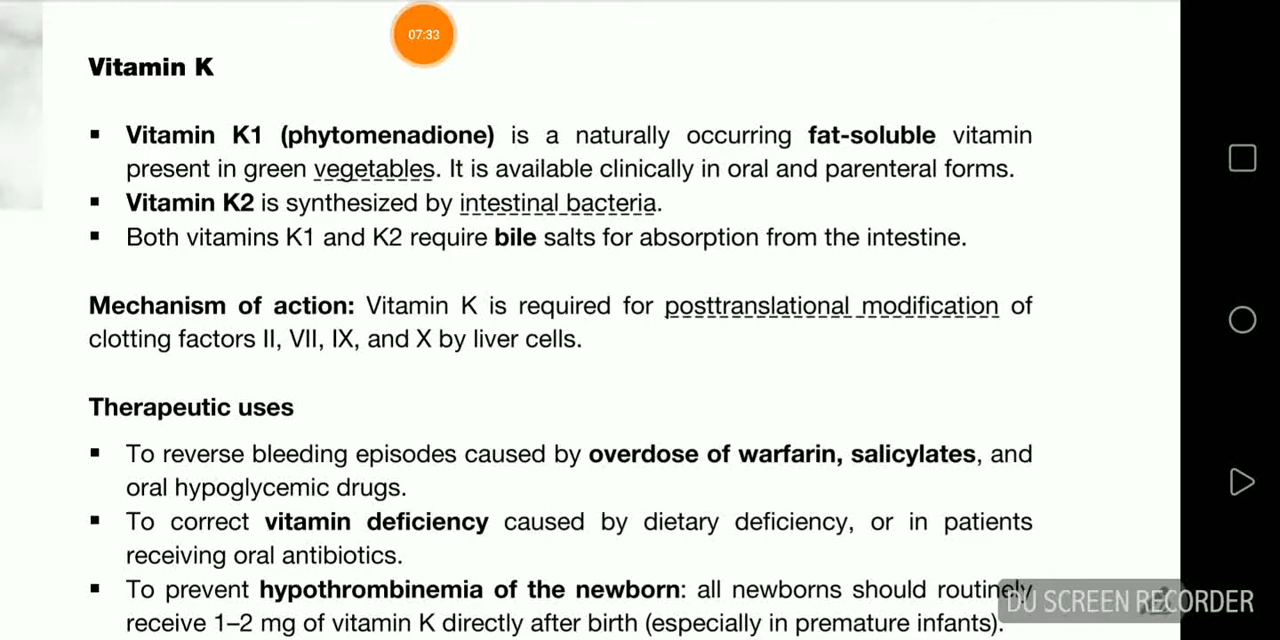 07:33
Vitamin K
▪ Vitamin K1 (phytomenadione) is a naturally occurring fat-soluble vitamin
present in green vegetables. It is available clinically in oral and parenteral forms.
▪ Vitamin K2 is synthesized by intestinal bacteria.
▪ Both vitamins K1 and K2 require bile salts for absorption from the intestine.
Mechanism of action: Vitamin K is required for posttranslational modification of
clotting factors II, VII, IX, and X by liver cells.
Therapeutic uses
▪ To reverse bleeding episodes caused by overdose of warfarin, salicylates, and
oral hypoglycemic drugs.
▪ To correct vitamin deficiency caused by dietary deficiency, or in patients
receiving oral antibiotics.
▪ To prevent hypothrombinemia of the newborn: all newborns should routinely
receive 1–2 mg of vitamin K directly after birth (especially in premature infants).
DU SCREEN RECORDER